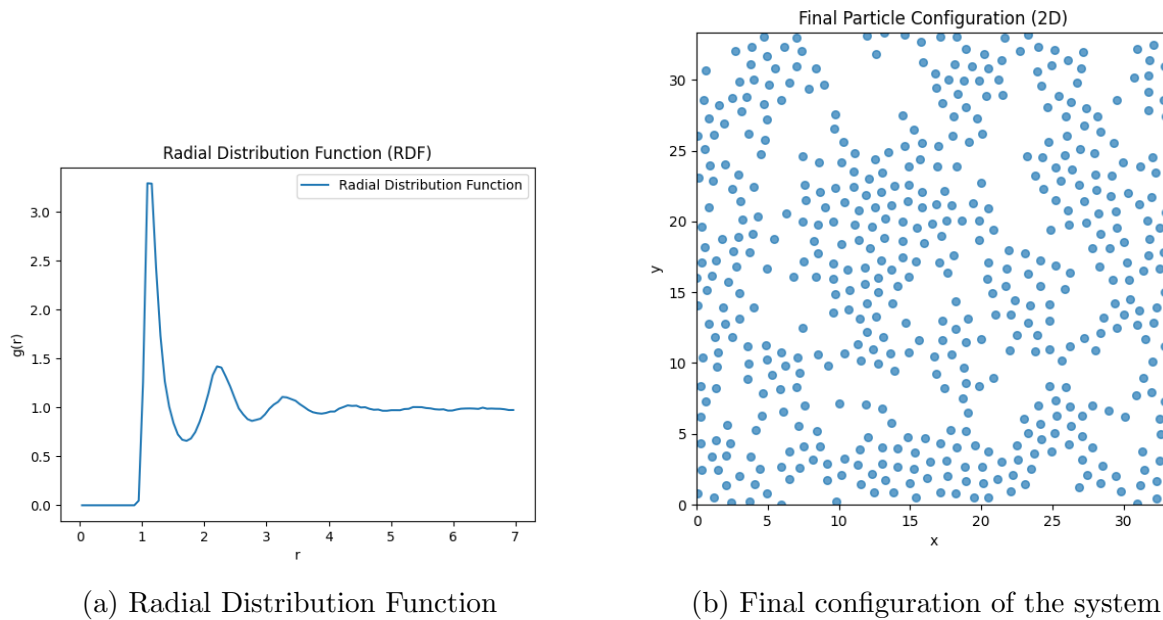 Radial Distribution Function (RDF)
Radial Distribution Function
g(r)
3.0
2.5
2.0
1.5
1.0
0.5
0.0
0 1 2 3 4 5 6 7
r
(a) Radial Distribution Function
Final Particle Configuration (2D)
y
30
25
20
15
10
5
0
0 5 10 15 20 25 30
x
(b) Final configuration of the system